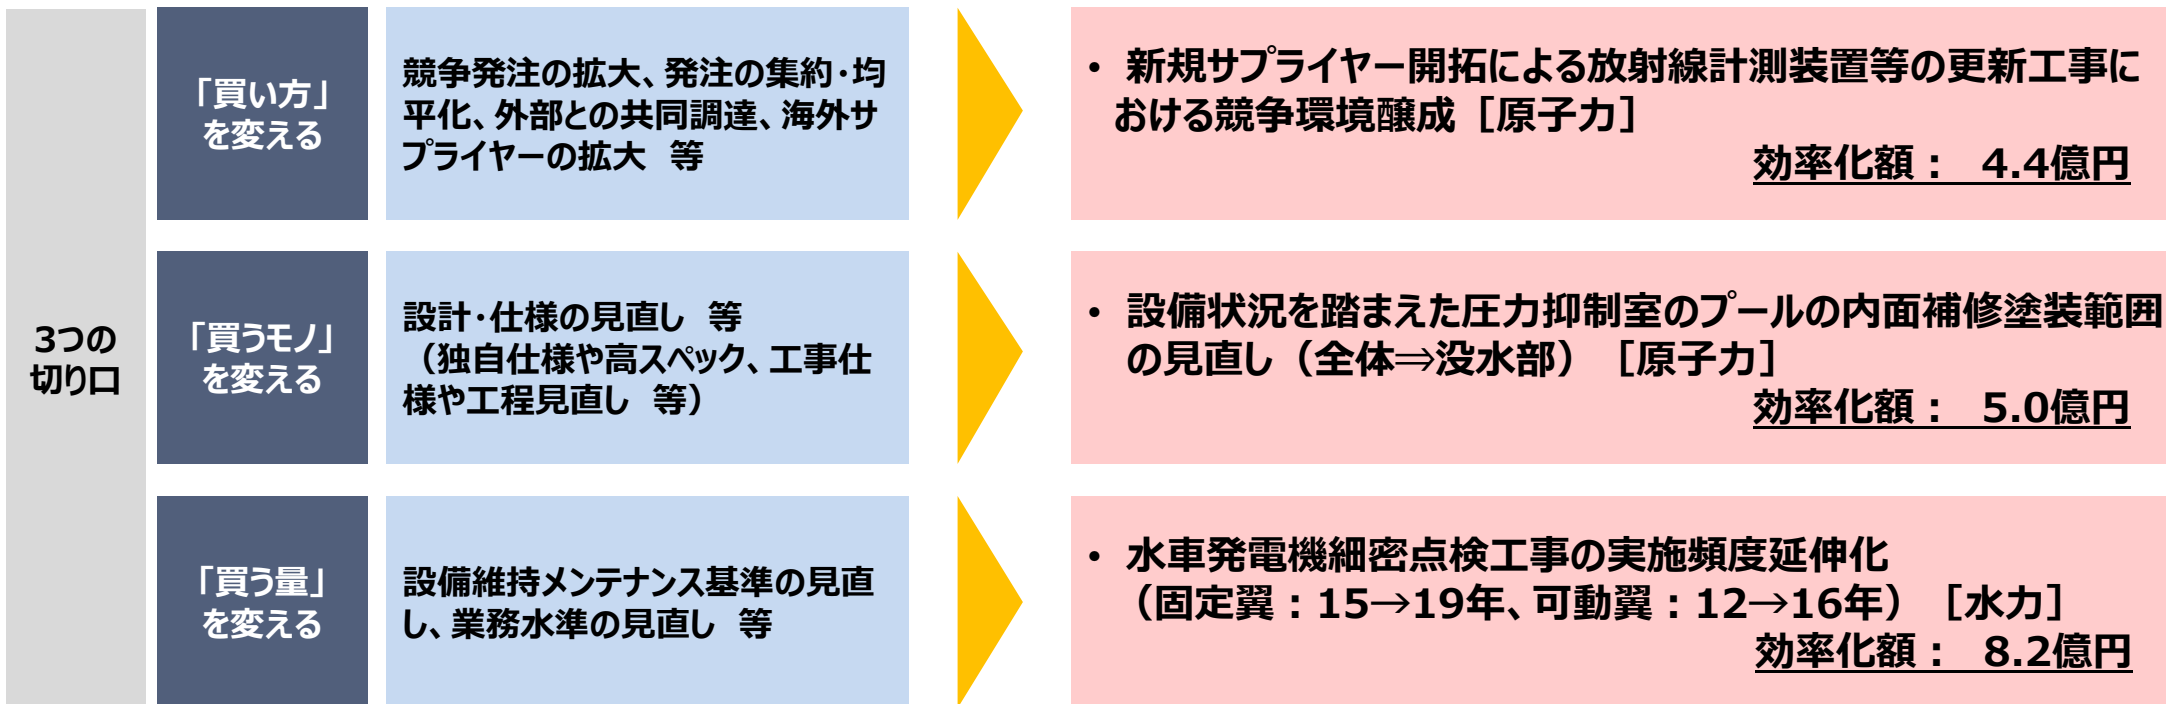 3つの
切り口
「買い方」
を変える
競争発注の拡大、発注の集約・均
平化、外部との共同調達、海外サ
プライヤーの拡大　等
• 新規サプライヤー開拓による放射線計測装置等の更新工事に
おける競争環境醸成［原子力］
効率化額：　4.4億円
「買うモノ」
を変える
設計・仕様の見直し　等
（独自仕様や高スペック、工事仕
様や工程見直し　等）
• 設備状況を踏まえた圧力抑制室のプールの内面補修塗装範囲
の見直し（全体⇒没水部）［原子力］
効率化額：　5.0億円
「買う量」
を変える
設備維持メンテナンス基準の見直
し、業務水準の見直し　等
• 水車発電機細密点検工事の実施頻度延伸化
（固定翼：15→19年、可動翼：12→16年）［水力］
効率化額：　8.2億円